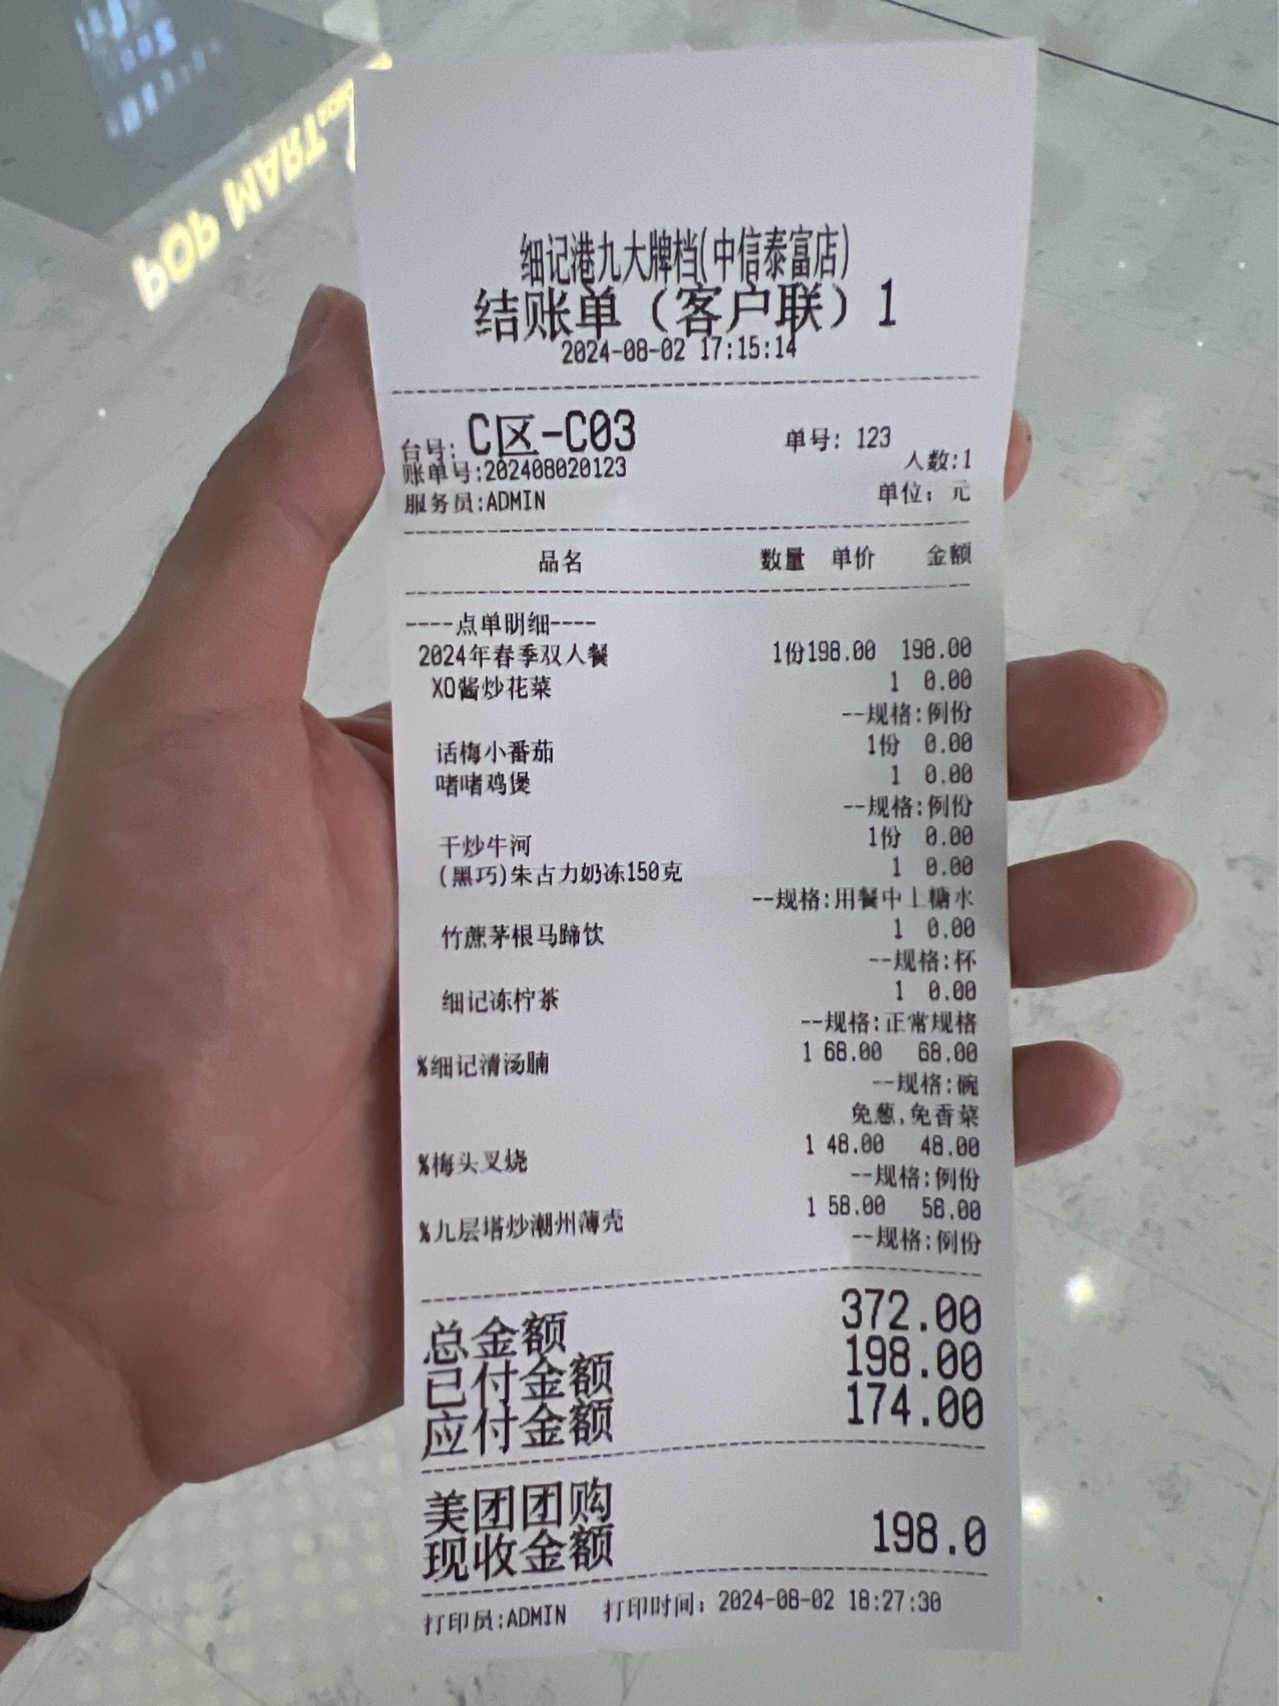 POP MART
细记港九大牌档(中信泰富店)
结账单（客户联）1
2024-08-02 17:15:14
台号: C区-C03 单号: 123
账单号:202408020123 人数:1
服务员:ADMIN 单位: 元
品名 数量 单价 金额
----点单明细----
2024年春季双人餐 1份198.00 198.00
XO酱炒花菜 1 0.00
--规格:例份
话梅小番茄 1份 0.00
啫啫鸡煲 1 0.00
--规格:例份
干炒牛河 1份 0.00
(黑巧)朱古力奶冻150克 1 0.00
--规格:用餐中上糖水
竹蔗茅根马蹄饮 1 0.00
--规格:杯
细记冻柠茶 1 0.00
--规格:正常规格
%细记清汤腩 1 68.00 68.00
--规格:碗
免葱,免香菜
%梅头叉烧 1 48.00 48.00
--规格:例份
%九层塔炒潮州薄壳 1 58.00 58.00
--规格:例份
总金额 372.00
已付金额 198.00
应付金额 174.00
美团团购
现收金额 198.0
打印员:ADMIN 打印时间: 2024-08-02 18:27:30